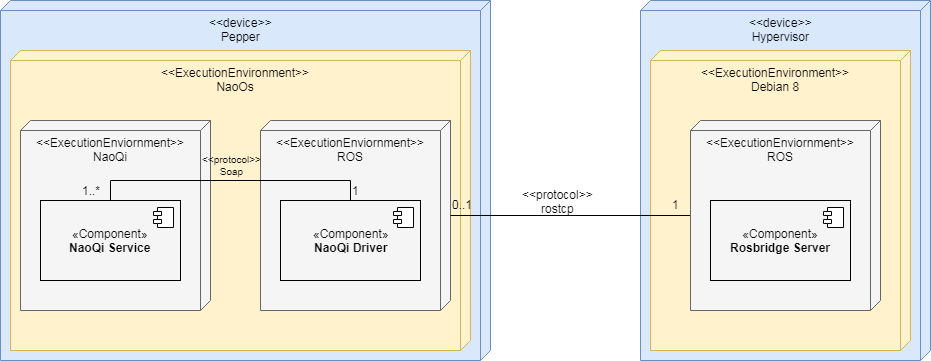 <<device>>
Pepper
<<ExecutionEnvironment>>
NaoOs
<<ExecutionEnviornment>>
NaoQi
<<protocol>>
Soap
<<ExecutionEnviornment>>
ROS
1..*
1
«Component»
NaoQi Service
«Component»
NaoQi Driver
0..1
<<protocol>>
rostcp
1
<<device>>
Hypervisor
<<ExecutionEnvironment>>
Debian 8
<<ExecutionEnviornment>>
ROS
«Component»
Rosbridge Server